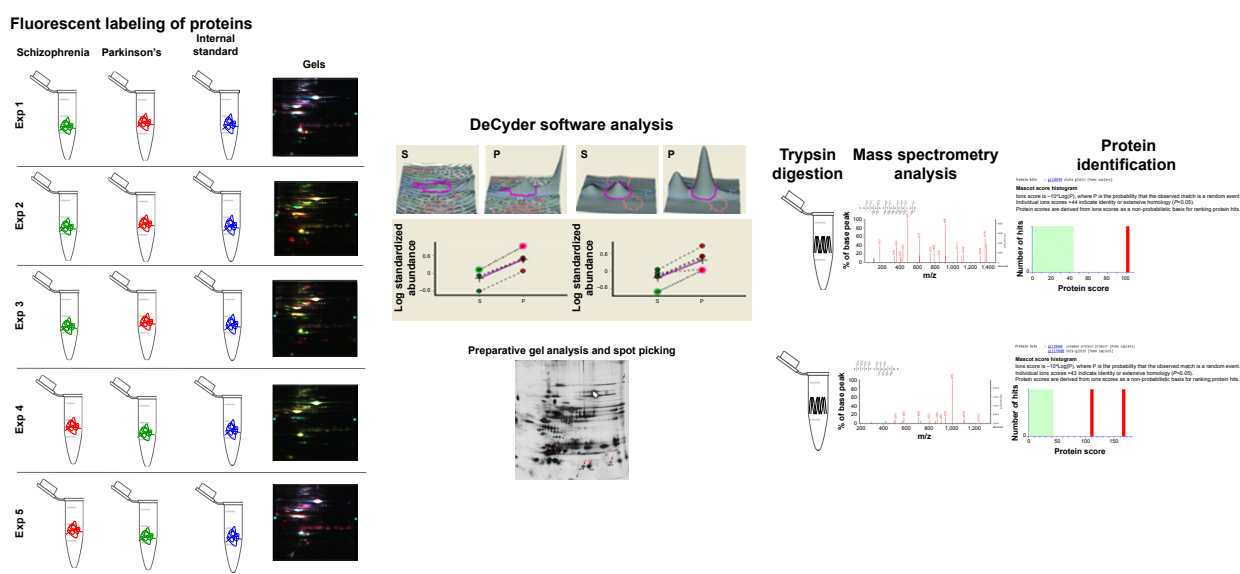 Fluorescent labeling of proteins
Schizophrenia
Parkinson's
Internal
standard
Gels
Exp 1
Exp 2
Exp 3
Exp 4
Exp 5
DeCyder software analysis
S
P
S
P
Log standardized
abundance
0.6
0
–0.6
S
P
Log standardized
abundance
0.6
0
–0.6
S
P
Preparative gel analysis and spot picking
Trypsin
digestion
Mass spectrometry
analysis
Protein
identification
% of base peak
100
80
60
40
20
0
200
400
600
800
1,000
1,200
1,400
m/z
Mascot score histogram
Ions score is –10*Log(P), where P is the probability that the observed match is a random event.
Individual ions scores >44 indicate identity or extensive homology (P<0.05).
Protein scores are derived from ions scores as a non-probabilistic basis for ranking protein hits.
Number of hits
0
0
20
40
60
80
100
Protein score
% of base peak
100
80
60
40
20
0
200
400
600
800
1,000
1,200
m/z
Mascot score histogram
Ions score is –10*Log(P), where P is the probability that the observed match is a random event.
Individual ions scores >43 indicate identity or extensive homology (P<0.05).
Protein scores are derived from ions scores as a non-probabilistic basis for ranking protein hits.
Number of hits
0
0
50
100
150
Protein score